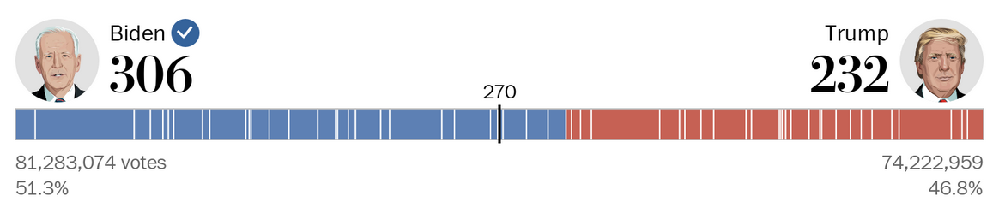 Biden
306
Trump
232
270
81,283,074 votes
74,222,959
51.3%
46.8%